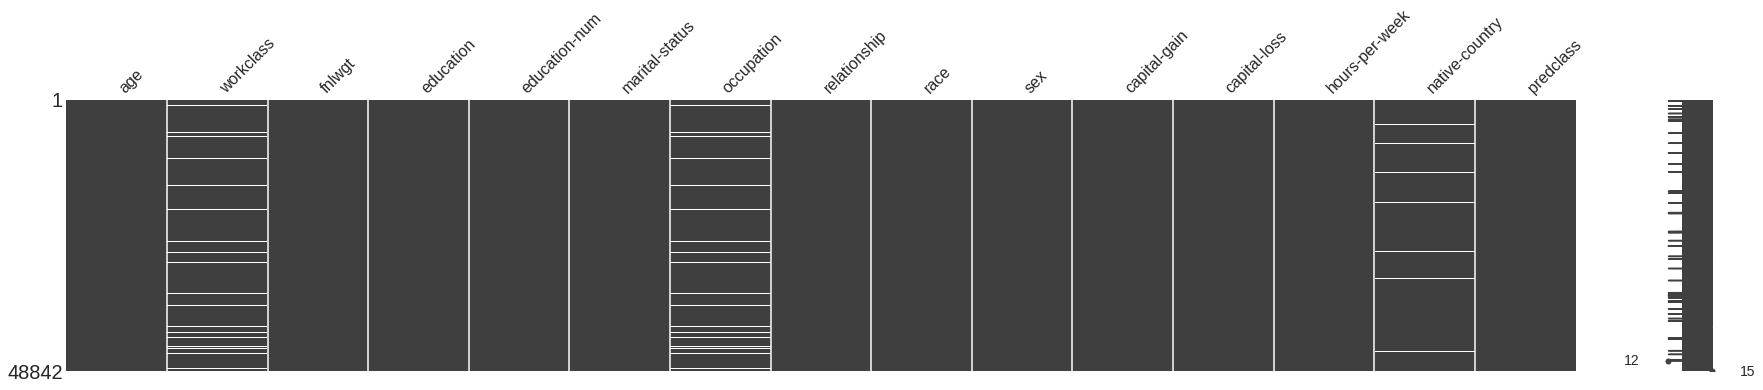 age
workclass
fnlwgt
education
education-num
marital-status
occupation
relationship
race
sex
capital-gain
capital-loss
hours-per-week
native-country
predclass
1
48842
12
15